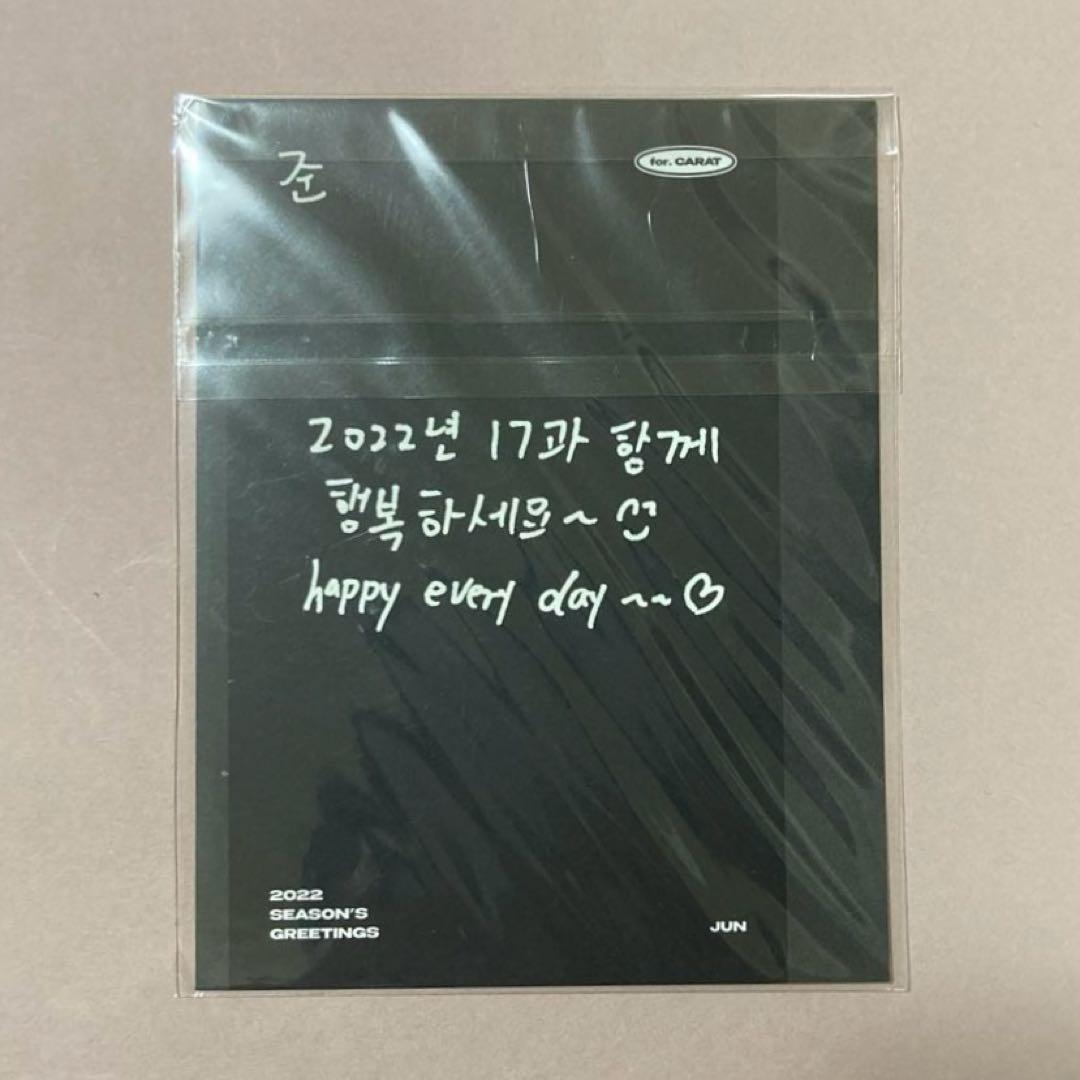 준
for. CARAT
2022년 17과 함께
행복하세요~
happy every day ~~♡
2022
SEASON'S
GREETINGS
JUN